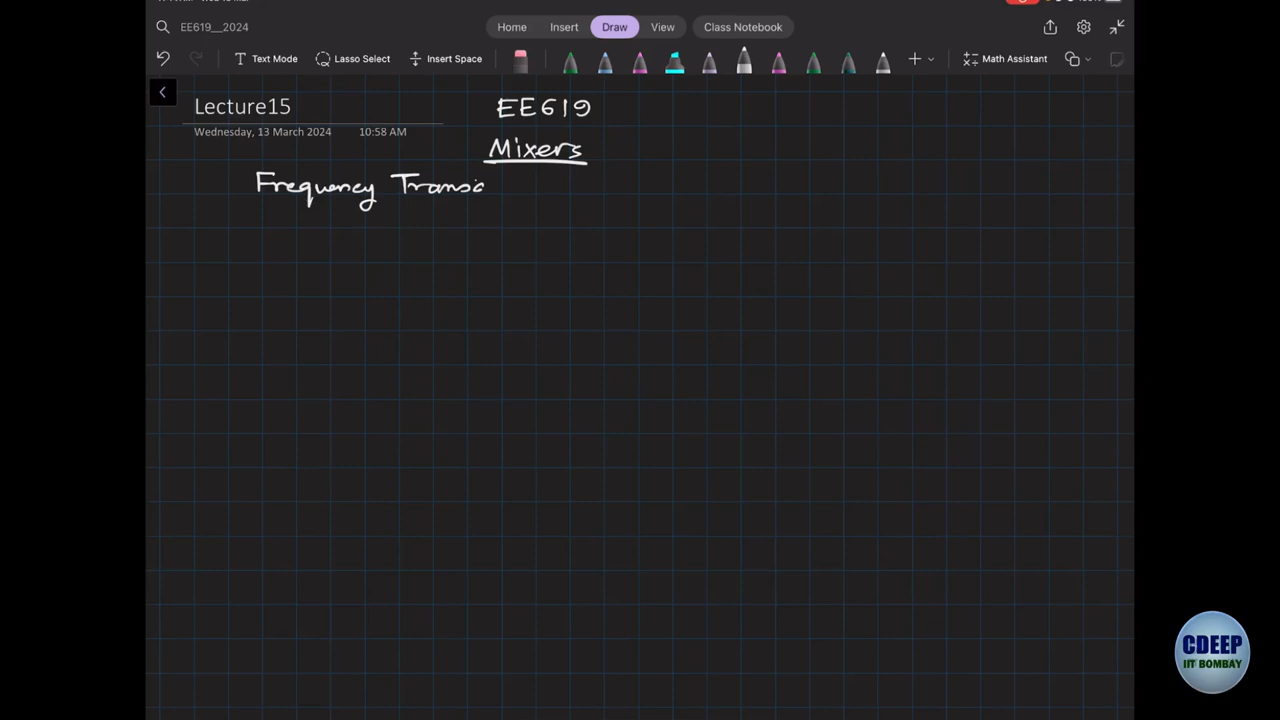 EE619__2024
Home Insert Draw View Class Notebook
Text Mode Lasso Select Insert Space Math Assistant
Lecture15
EE619
Wednesday, 13 March 2024 10:58 AM
Mixers
Frequency
CDEEP
IIT BOMBAY